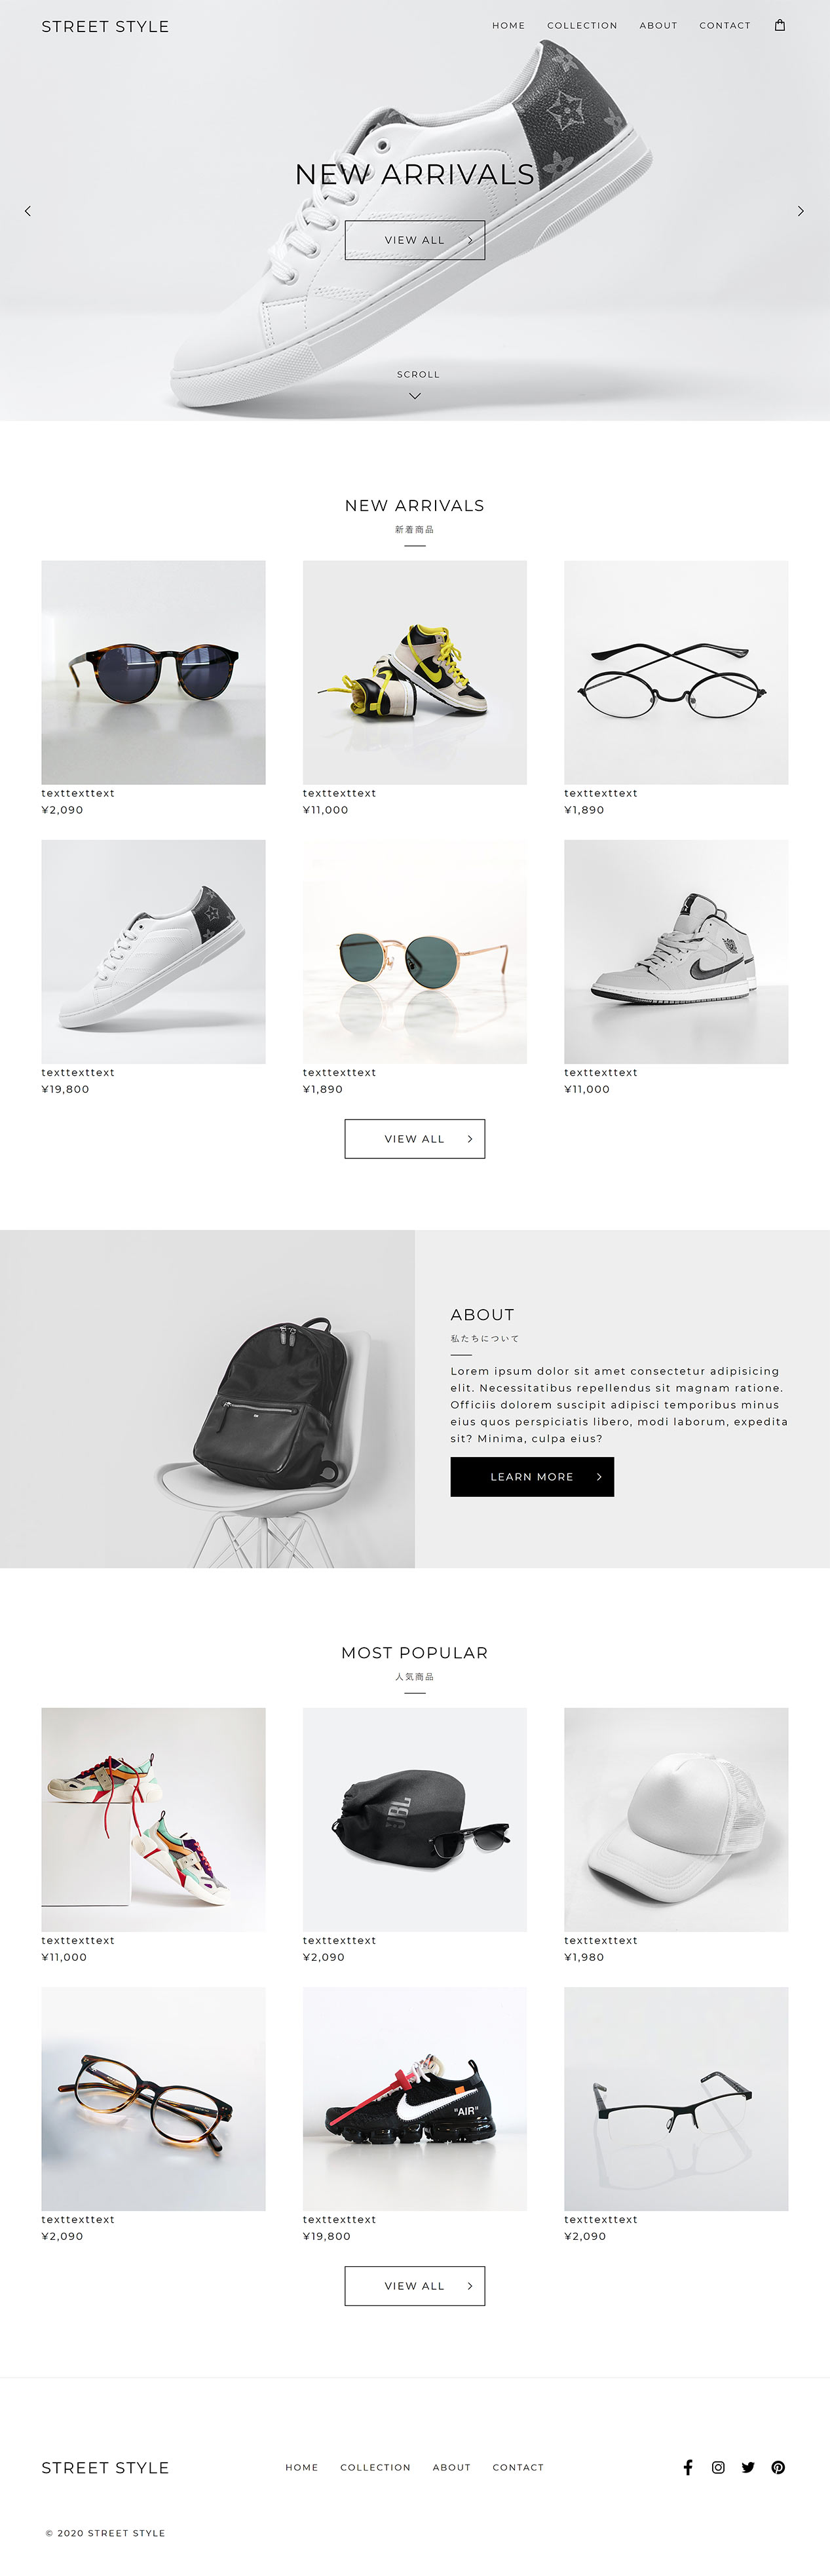 STREET STYLE
HOME COLLECTION ABOUT CONTACT
NEW ARRIVALS
VIEW ALL
SCROLL
NEW ARRIVALS
新着商品
texttexttext
¥2,090
texttexttext
¥11,000
texttexttext
¥1,890
texttexttext
¥19,800
texttexttext
¥1,890
texttexttext
¥11,000
VIEW ALL
ABOUT
私たちについて
Lorem ipsum dolor sit amet consectetur adipisicing
elit. Necessitatibus repellendus sit magnam ratione.
Officiis dolorem suscipit adipisci temporibus minus
eius quos perspiciatis libero, modi laborum, expedita
sit? Minima, culpa eius?
LEARN MORE
MOST POPULAR
人気商品
JBL
"AIR"
texttexttext
¥11,000
texttexttext
¥2,090
texttexttext
¥1,980
texttexttext
¥2,090
texttexttext
¥19,800
texttexttext
¥2,090
VIEW ALL
STREET STYLE
HOME COLLECTION ABOUT CONTACT
© 2020 STREET STYLE